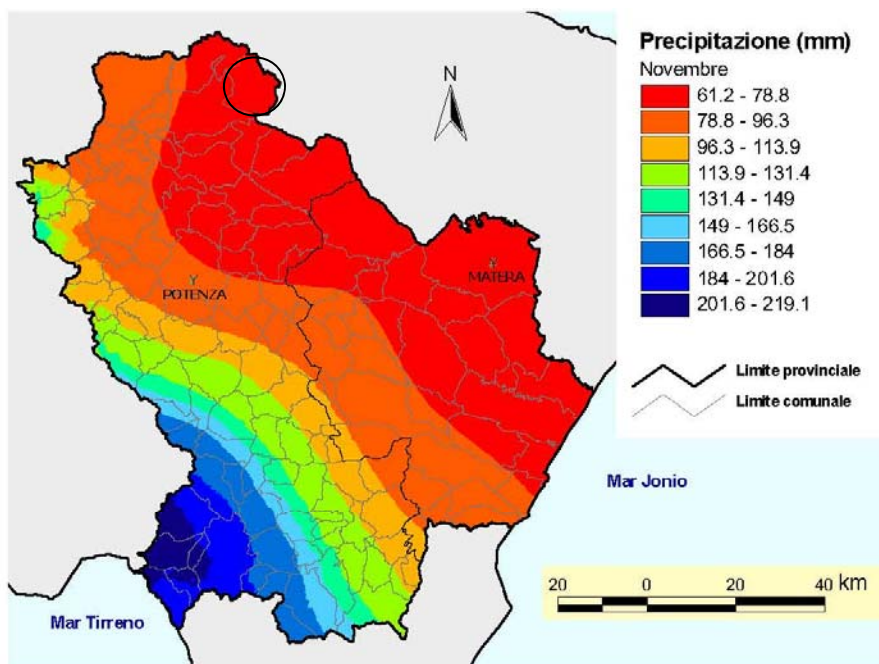 Precipitazione (mm)
Novembre
61.2 - 78.8
78.8 - 96.3
96.3 - 113.9
113.9 - 131.4
131.4 - 149
149 - 166.5
166.5 - 184
184 - 201.6
201.6 - 219.1
Limite provinciale
Limite comunale
N
MATERA
POTENZA
Mar Jonio
Mar Tirreno
20 0 20 40 km